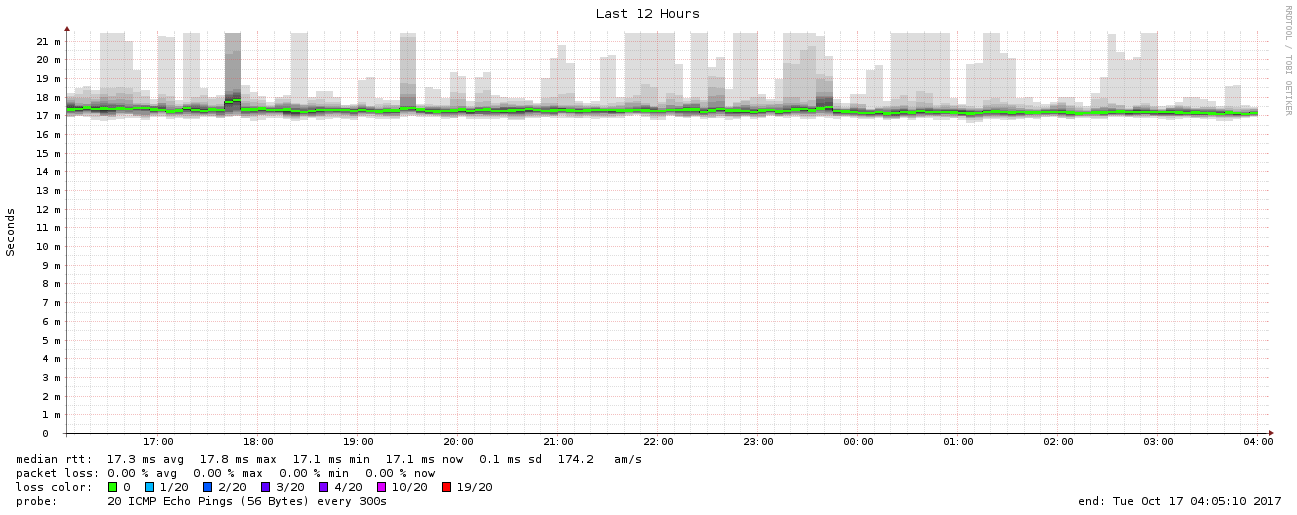 Last 12 Hours
RRDTOOL / TOBI OETIKER
Seconds
21 m
20 m
19 m
18 m
17 m
16 m
15 m
14 m
13 m
12 m
11 m
10 m
9 m
8 m
7 m
6 m
5 m
4 m
3 m
2 m
1 m
0
17:00 18:00 19:00 20:00 21:00 22:00 23:00 00:00 01:00 02:00 03:00 04:00
median rtt: 17.3 ms avg 17.8 ms max 17.1 ms min 17.1 ms now 0.1 ms sd 174.2 am/s
packet loss: 0.00 % avg 0.00 % max 0.00 % min 0.00 % now
loss color: 0 1/20 2/20 3/20 4/20 10/20 19/20
probe: 20 ICMP Echo Pings (56 Bytes) every 300s end: Tue Oct 17 04:05:10 2017